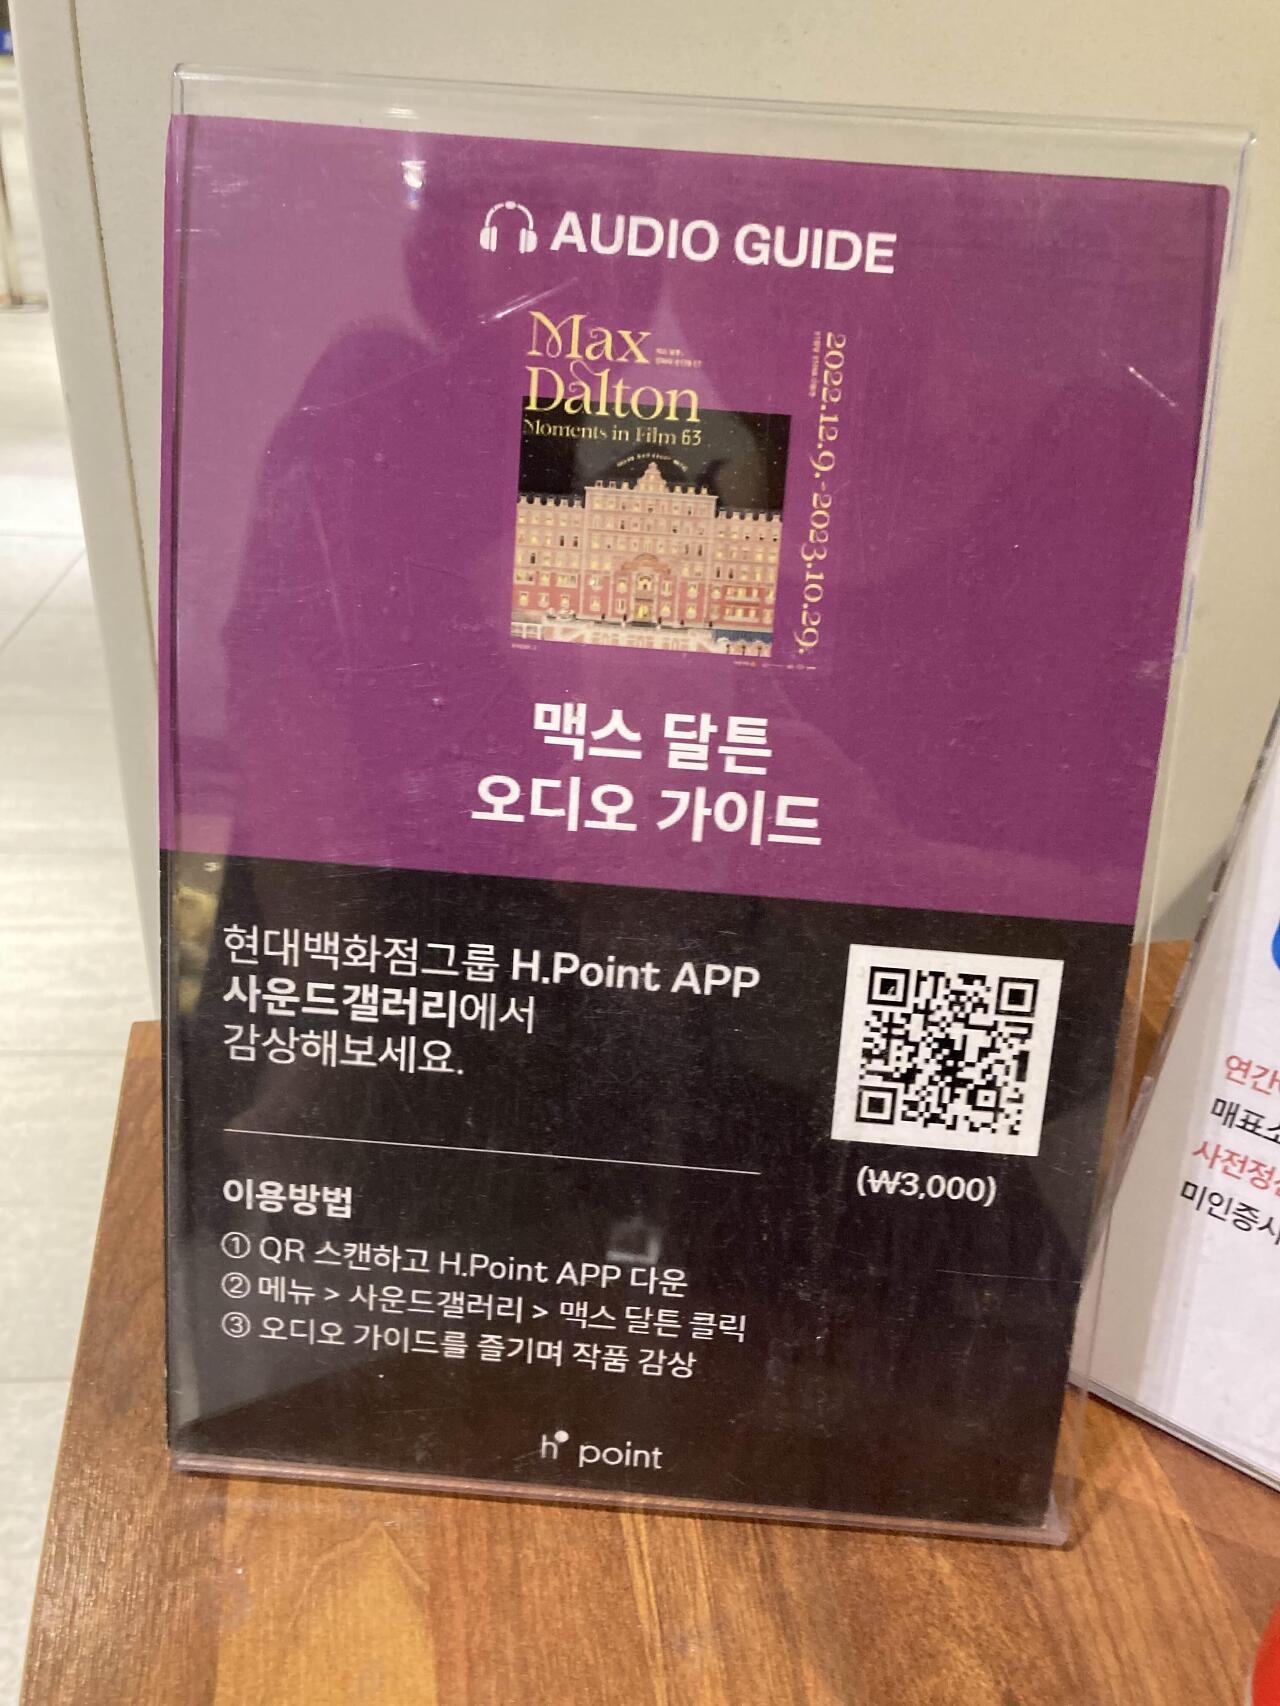 AUDIO GUIDE
Max
Dalton
Moments in Film 63
2022.12.9.-2023.10.29.
맥스 달튼
오디오 가이드
현대백화점그룹 H.Point APP
사운드갤러리에서
감상해보세요.
(₩3,000)
이용방법
① QR 스캔하고 H.Point APP 다운
② 메뉴 > 사운드갤러리 > 맥스 달튼 클릭
③ 오디오 가이드를 즐기며 작품 감상
h point
연간
매표소
사전정
미인증시